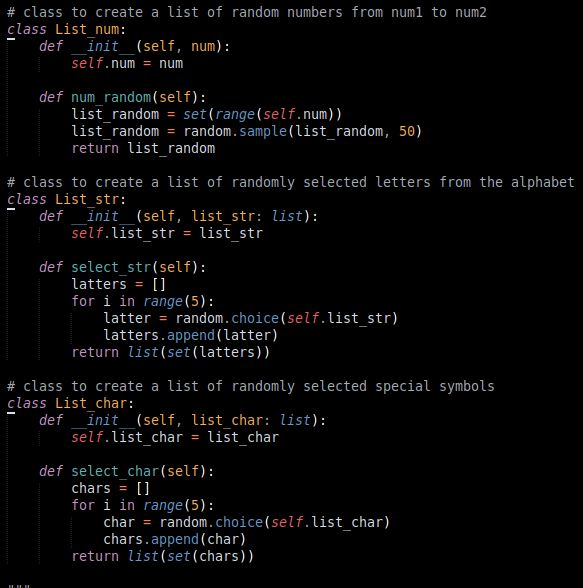 # class to create a list of random numbers from num1 to num2
class List_num:
    def __init__(self, num):
        self.num = num

    def num_random(self):
        list_random = set(range(self.num))
        list_random = random.sample(list_random, 50)
        return list_random

# class to create a list of randomly selected letters from the alphabet
class List_str:
    def __init__(self, list_str: list):
        self.list_str = list_str

    def select_str(self):
        latters = []
        for i in range(5):
            latter = random.choice(self.list_str)
            latters.append(latter)
        return list(set(latters))

# class to create a list of randomly selected special symbols
class List_char:
    def __init__(self, list_char: list):
        self.list_char = list_char

    def select_char(self):
        chars = []
        for i in range(5):
            char = random.choice(self.list_char)
            chars.append(char)
        return list(set(chars))

"""